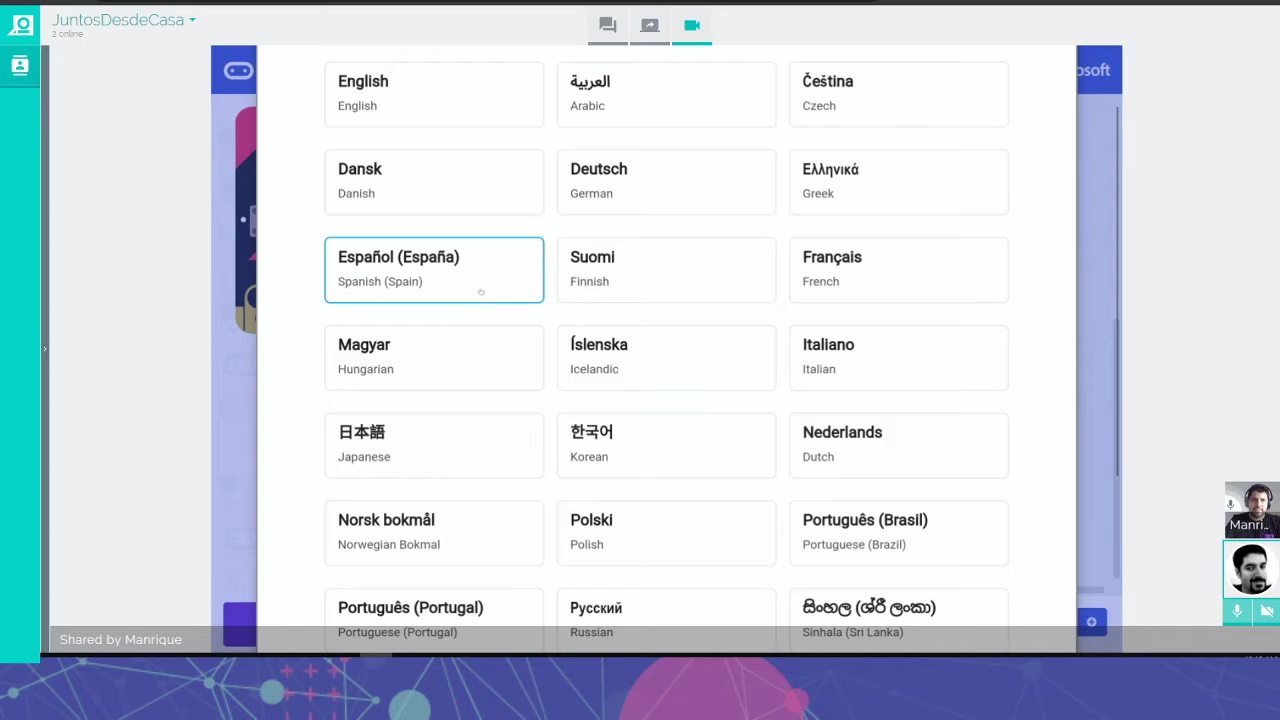 JuntosDesdeCasa
2 online
osoft
English
English
العربية
Arabic
Čeština
Czech
Dansk
Danish
Deutsch
German
Ελληνικά
Greek
Español (España)
Spanish (Spain)
Suomi
Finnish
Français
French
Magyar
Hungarian
Íslenska
Icelandic
Italiano
Italian
日本語
Japanese
한국어
Korean
Nederlands
Dutch
Norsk bokmål
Norwegian Bokmal
Polski
Polish
Português (Brasil)
Portuguese (Brazil)
Português (Portugal)
Portuguese (Portugal)
Русский
Russian
සිංහල (ශ්‍රී ලංකා)
Sinhala (Sri Lanka)
Shared by Manrique
Manri...